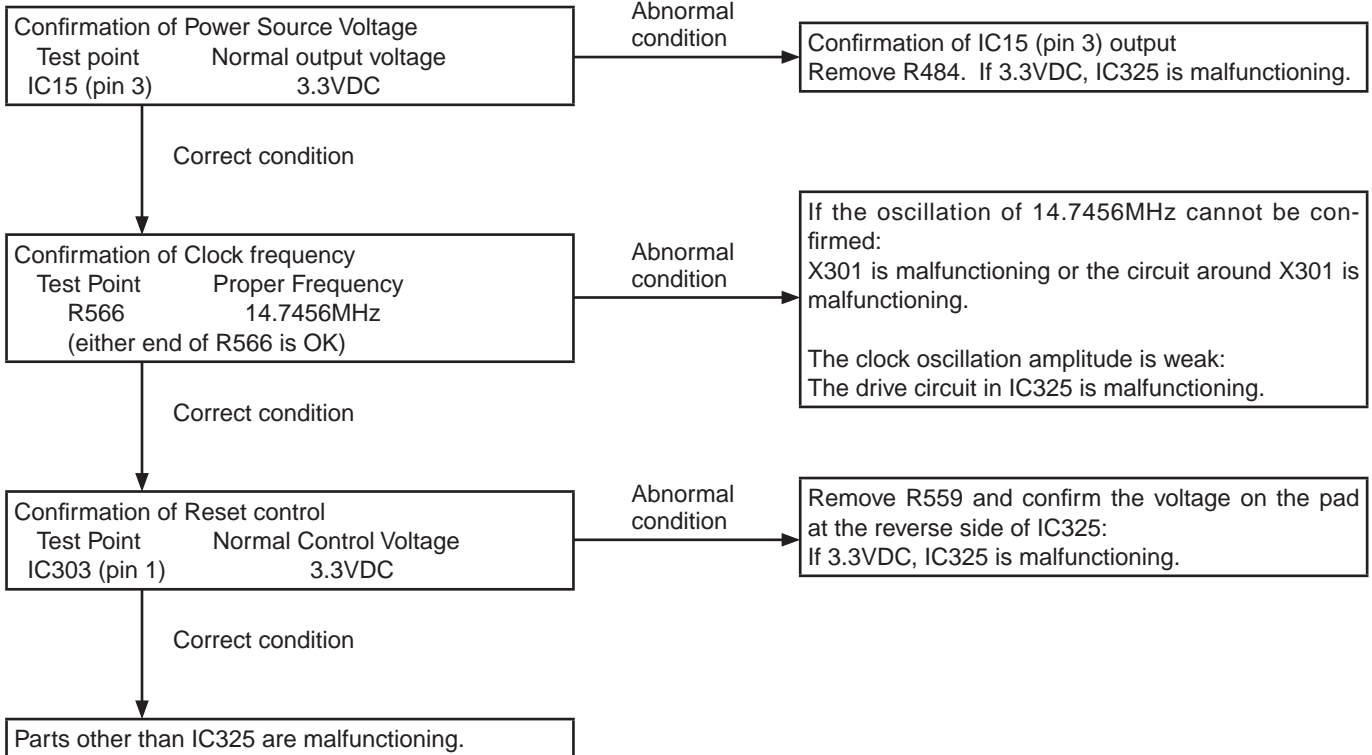 Confirmation of Power Source Voltage
Test point Normal output voltage
IC15 (pin 3) 3.3VDC
Abnormal
condition
Confirmation of IC15 (pin 3) output
Remove R484. If 3.3VDC, IC325 is malfunctioning.
Correct condition
Confirmation of Clock frequency
Test Point Proper Frequency
R566 14.7456MHz
(either end of R566 is OK)
Abnormal
condition
If the oscillation of 14.7456MHz cannot be con-
firmed:
X301 is malfunctioning or the circuit around X301 is
malfunctioning.
The clock oscillation amplitude is weak:
The drive circuit in IC325 is malfunctioning.
Correct condition
Confirmation of Reset control
Test Point Normal Control Voltage
IC303 (pin 1) 3.3VDC
Abnormal
condition
Remove R559 and confirm the voltage on the pad
at the reverse side of IC325:
If 3.3VDC, IC325 is malfunctioning.
Correct condition
Parts other than IC325 are malfunctioning.